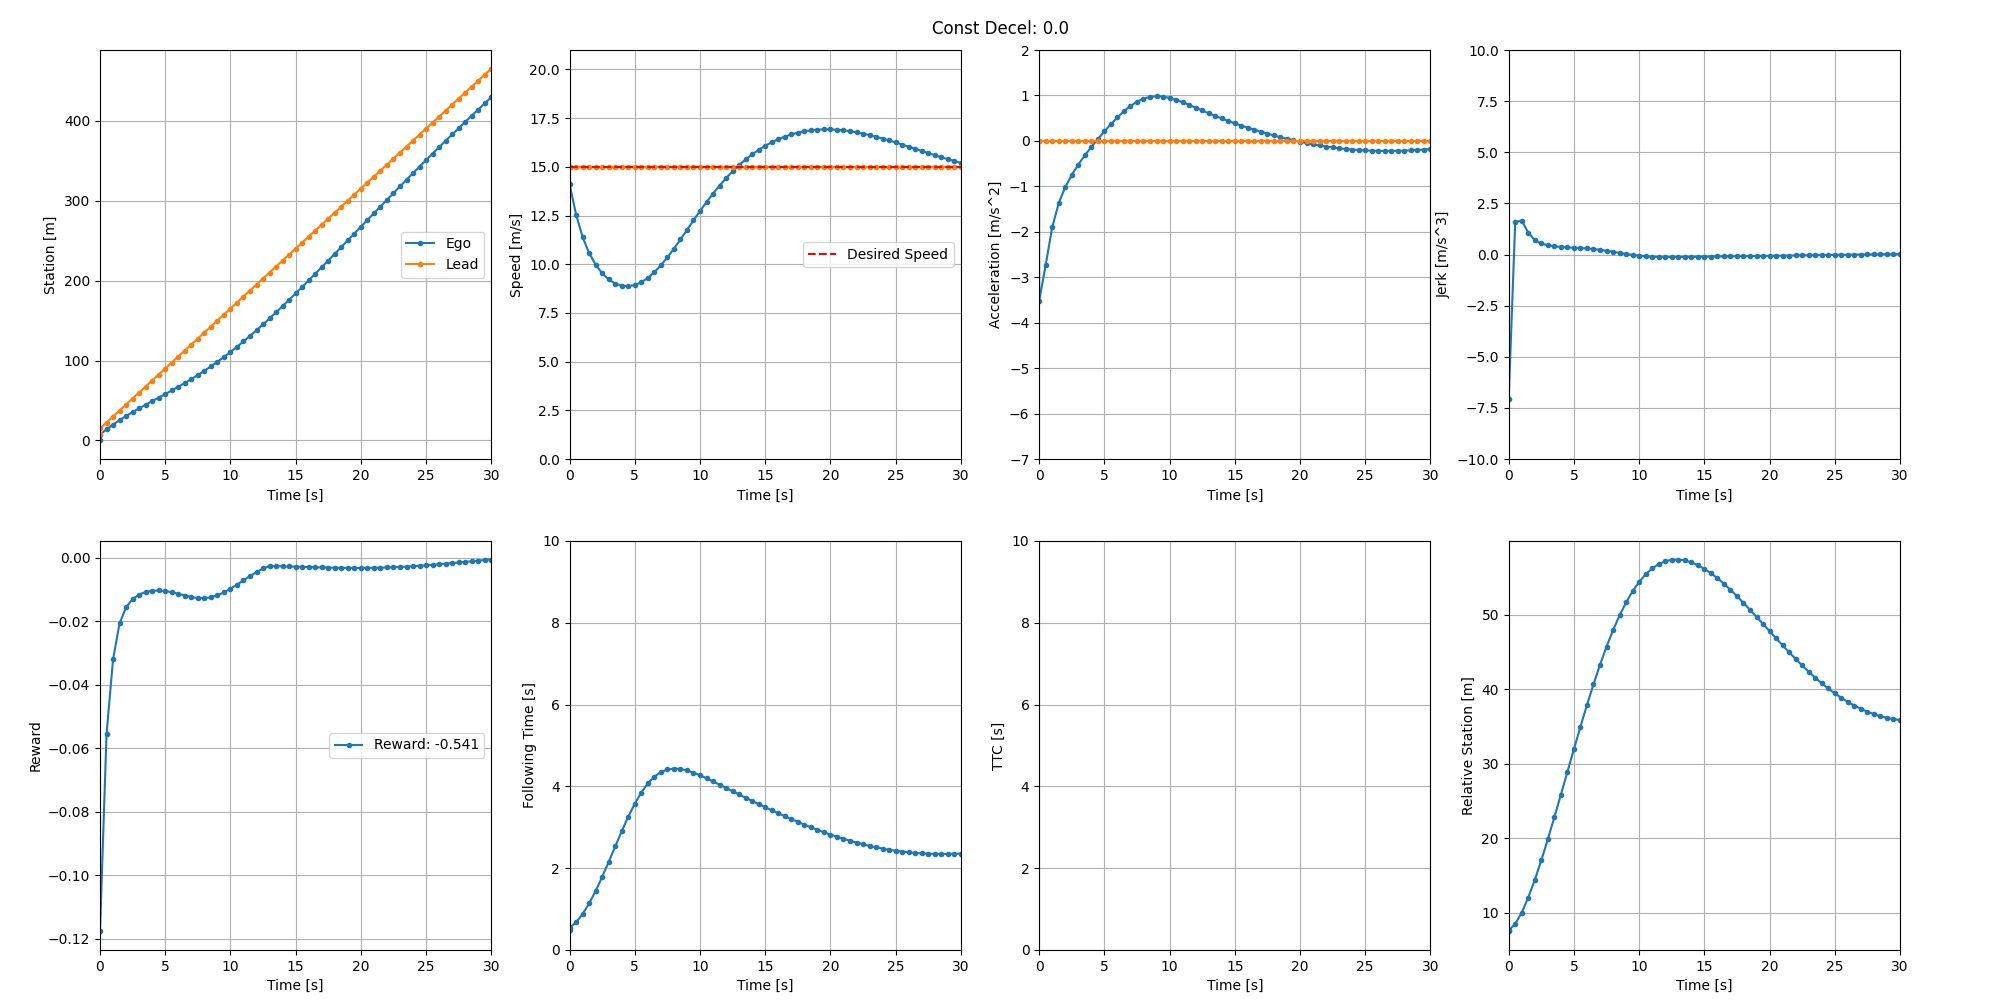 Const Decel: 0.0
Station [m]
400
300
200
100
0
Ego
Lead
0 5 10 15 20 25 30
Time [s]
Speed [m/s]
20.0
17.5
15.0
12.5
10.0
7.5
5.0
2.5
0.0
Desired Speed
0 5 10 15 20 25 30
Time [s]
Acceleration [m/s^2]
2
1
0
−1
−2
−3
−4
−5
−6
−7
0 5 10 15 20 25 30
Time [s]
Jerk [m/s^3]
10.0
7.5
5.0
2.5
0.0
−2.5
−5.0
−7.5
−10.0
0 5 10 15 20 25 30
Time [s]
Reward
0.00
−0.02
−0.04
−0.06
−0.08
−0.10
−0.12
Reward: -0.541
0 5 10 15 20 25 30
Time [s]
Following Time [s]
10
8
6
4
2
0
0 5 10 15 20 25 30
Time [s]
TTC [s]
10
8
6
4
2
0
0 5 10 15 20 25 30
Time [s]
Relative Station [m]
50
40
30
20
10
0 5 10 15 20 25 30
Time [s]